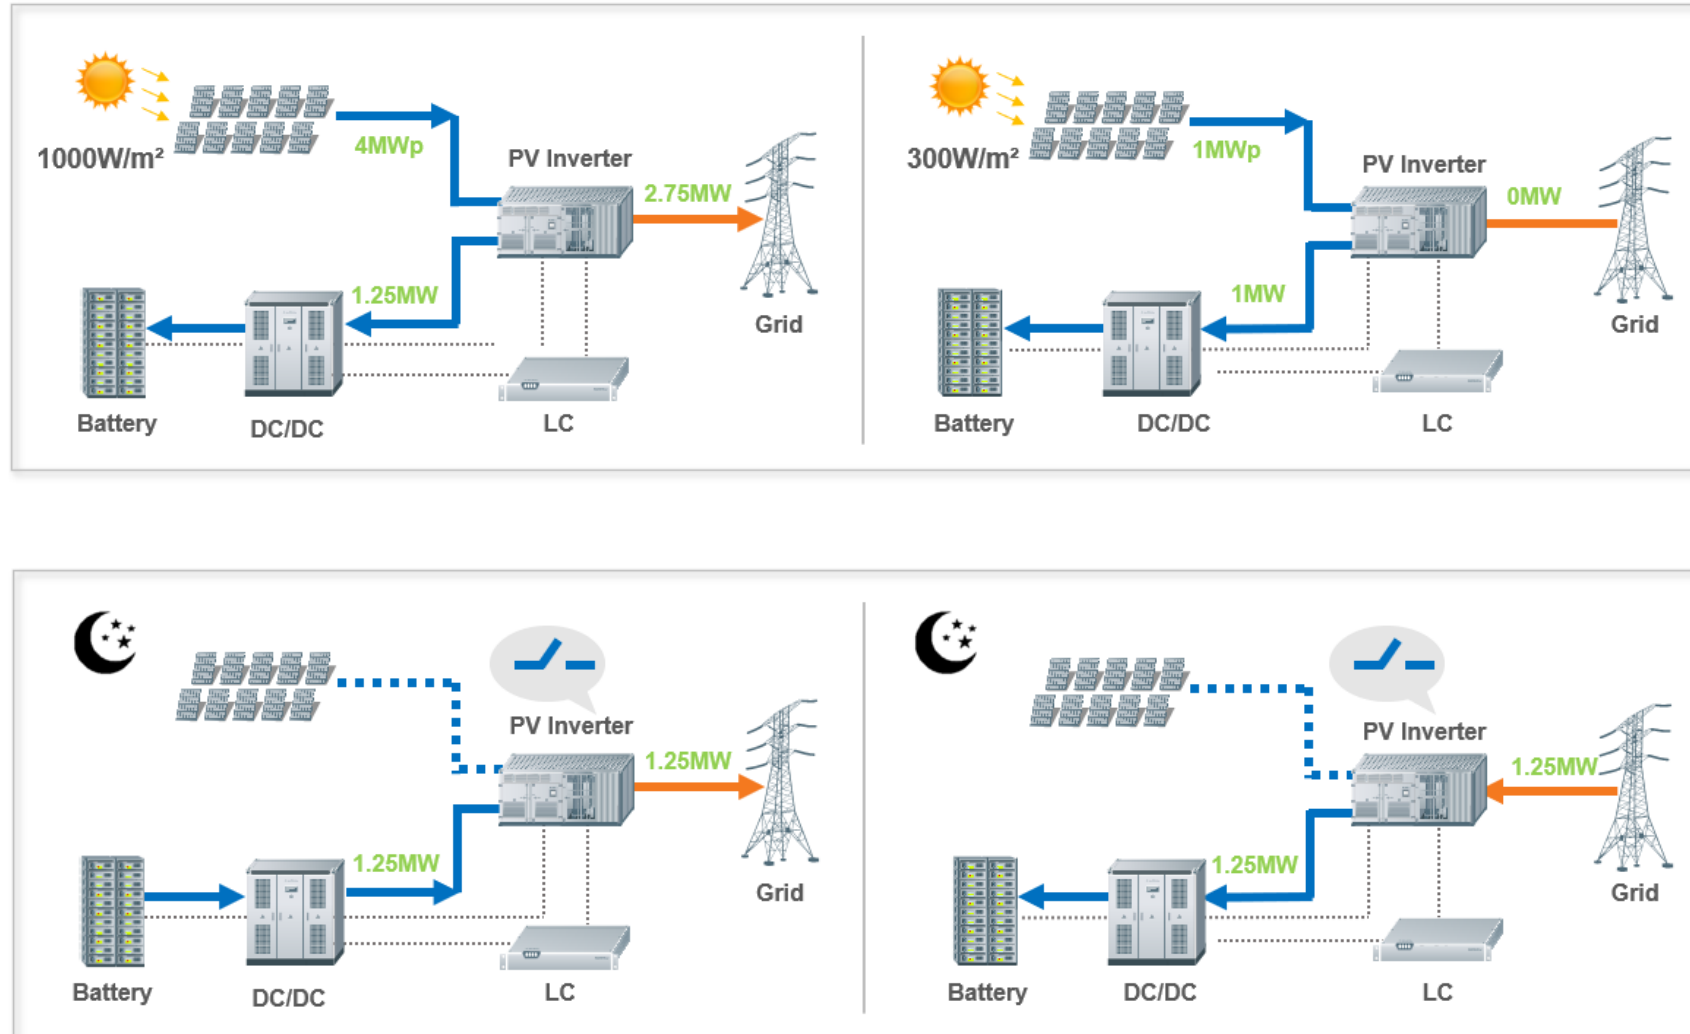 1000W/m²
4MWp
PV Inverter
2.75MW
1.25MW
Grid
Battery
DC/DC
LC
300W/m²
1MWp
PV Inverter
0MW
1MW
Grid
Battery
DC/DC
LC
PV Inverter
1.25MW
1.25MW
Grid
Battery
DC/DC
LC
PV Inverter
1.25MW
1.25MW
Grid
Battery
DC/DC
LC